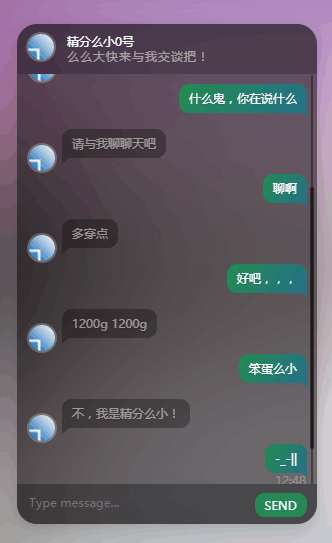 精分么小0号
么么大快来与我交谈把！
什么鬼，你在说什么
请与我聊聊天吧
聊啊
多穿点
好吧，，，
1200g 1200g
笨蛋么小
不，我是精分么小！
-_-||
12:48
Type message...
SEND